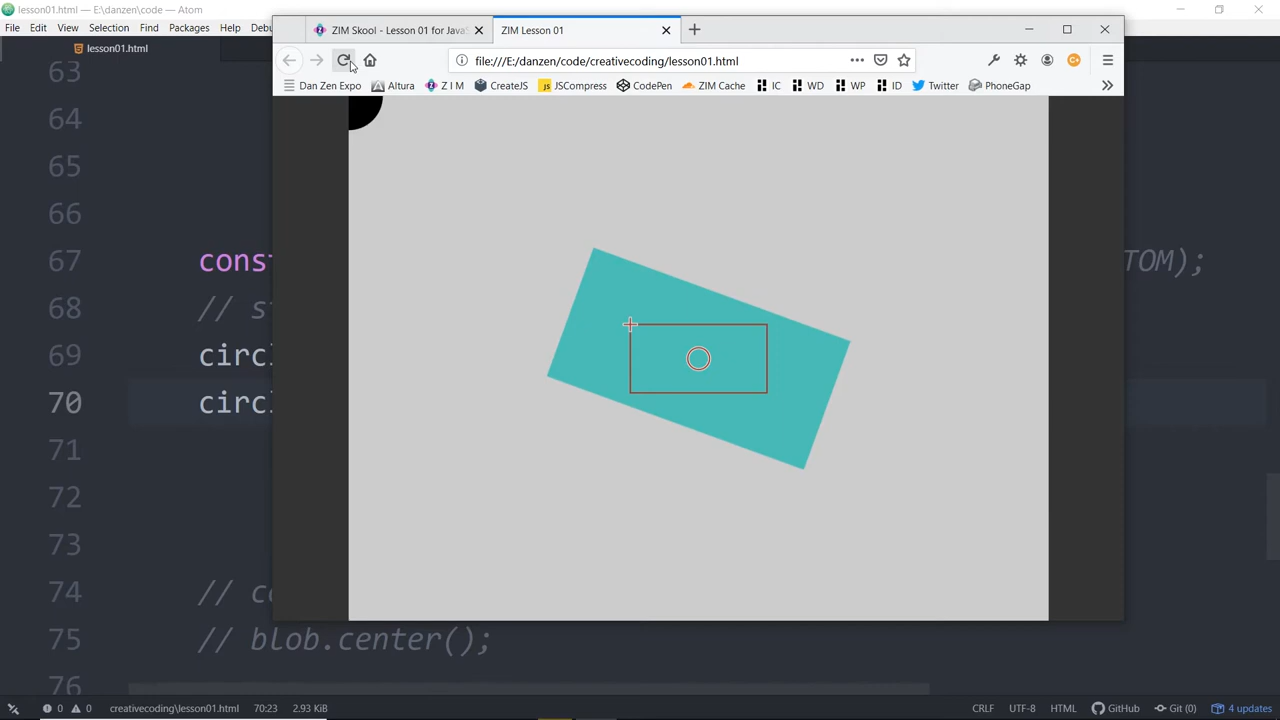 lesson01.html — E:\danzen\code — Atom
File Edit View Selection Find Packages Help Debu
lesson01.html
ZIM Skool - Lesson 01 for Java
ZIM Lesson 01
file:///E:/danzen/code/creativecoding/lesson01.html
Dan Zen Expo Altura Z I M CreateJS JSCompress CodePen ZIM Cache IC WD WP ID Twitter PhoneGap
63
64
65
66
67 cons TOM);
68 // s
69 circ
70 circ
71
72
73
74 // c
75 // blob.center();
76
0 0 creativecoding\lesson01.html 70:23 2.93 KiB CRLF UTF-8 HTML GitHub Git (0) 4 updates